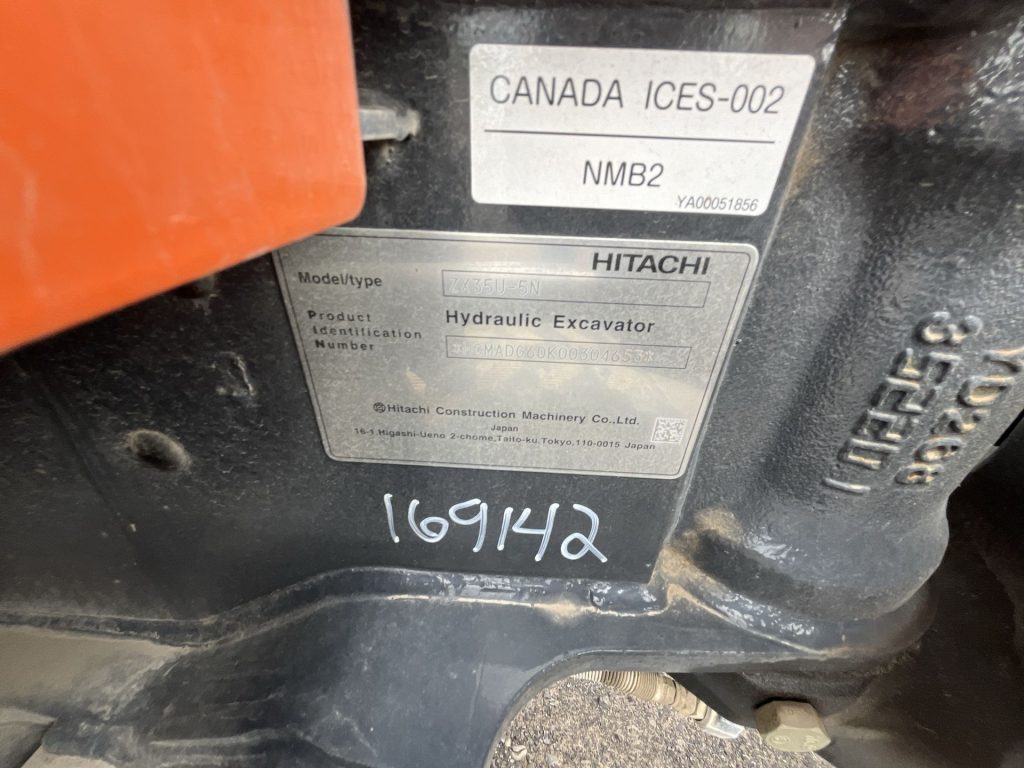 CANADA ICES-002
NMB2
YA00051856
HITACHI
Model/type ZX35U-5N
Hydraulic Excavator
Product
Identification
Number
Hitachi Construction Machinery Co.,Ltd.
Japan
16-1,Higashi-Ueno 2-chome,Taito-ku,Tokyo,110-0015 Japan
169142